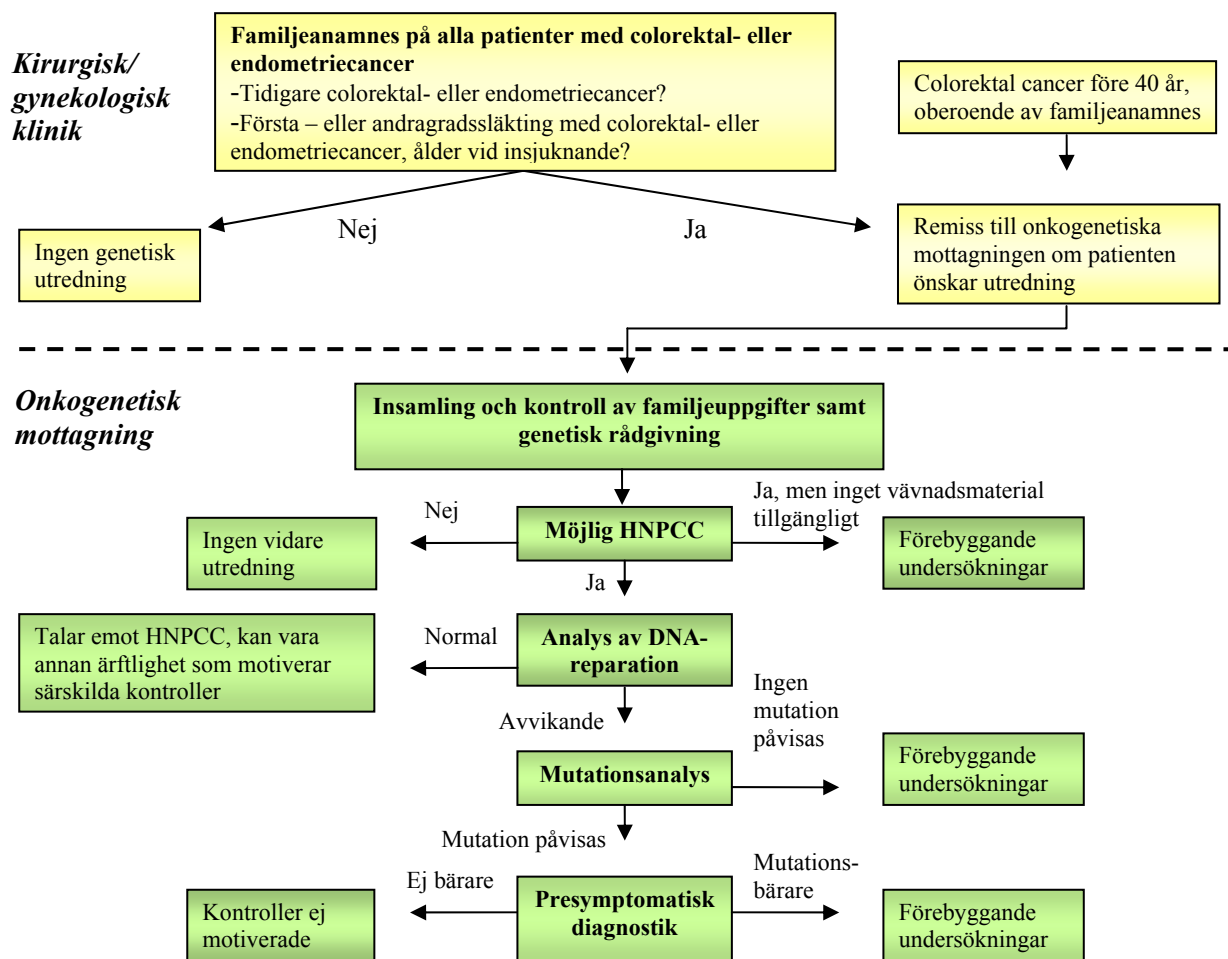 Kirurgisk/
gynekologisk
klinik
Familjeanamnes på alla patienter med colorektal- eller
endometriecancer
-Tidigare colorektal- eller endometriecancer?
-Första – eller andragradssläkting med colorektal- eller
endometriecancer, ålder vid insjuknande?
Colorektal cancer före 40 år,
oberoende av familjeanamnes
Nej
Ja
Ingen genetisk
utredning
Remiss till onkogenetiska
mottagningen om patienten
önskar utredning
Onkogenetisk
mottagning
Insamling och kontroll av familjeuppgifter samt
genetisk rådgivning
Nej
Ja, men inget vävnadsmaterial
tillgängligt
Ingen vidare
utredning
Möjlig HNPCC
Förebyggande
undersökningar
Ja
Talar emot HNPCC, kan vara
annan ärftlighet som motiverar
särskilda kontroller
Normal
Analys av DNA-
reparation
Avvikande
Ingen
mutation
påvisas
Mutationsanalys
Förebyggande
undersökningar
Mutation påvisas
Ej bärare
Mutations-
bärare
Kontroller ej
motiverade
Presymptomatisk
diagnostik
Förebyggande
undersökningar